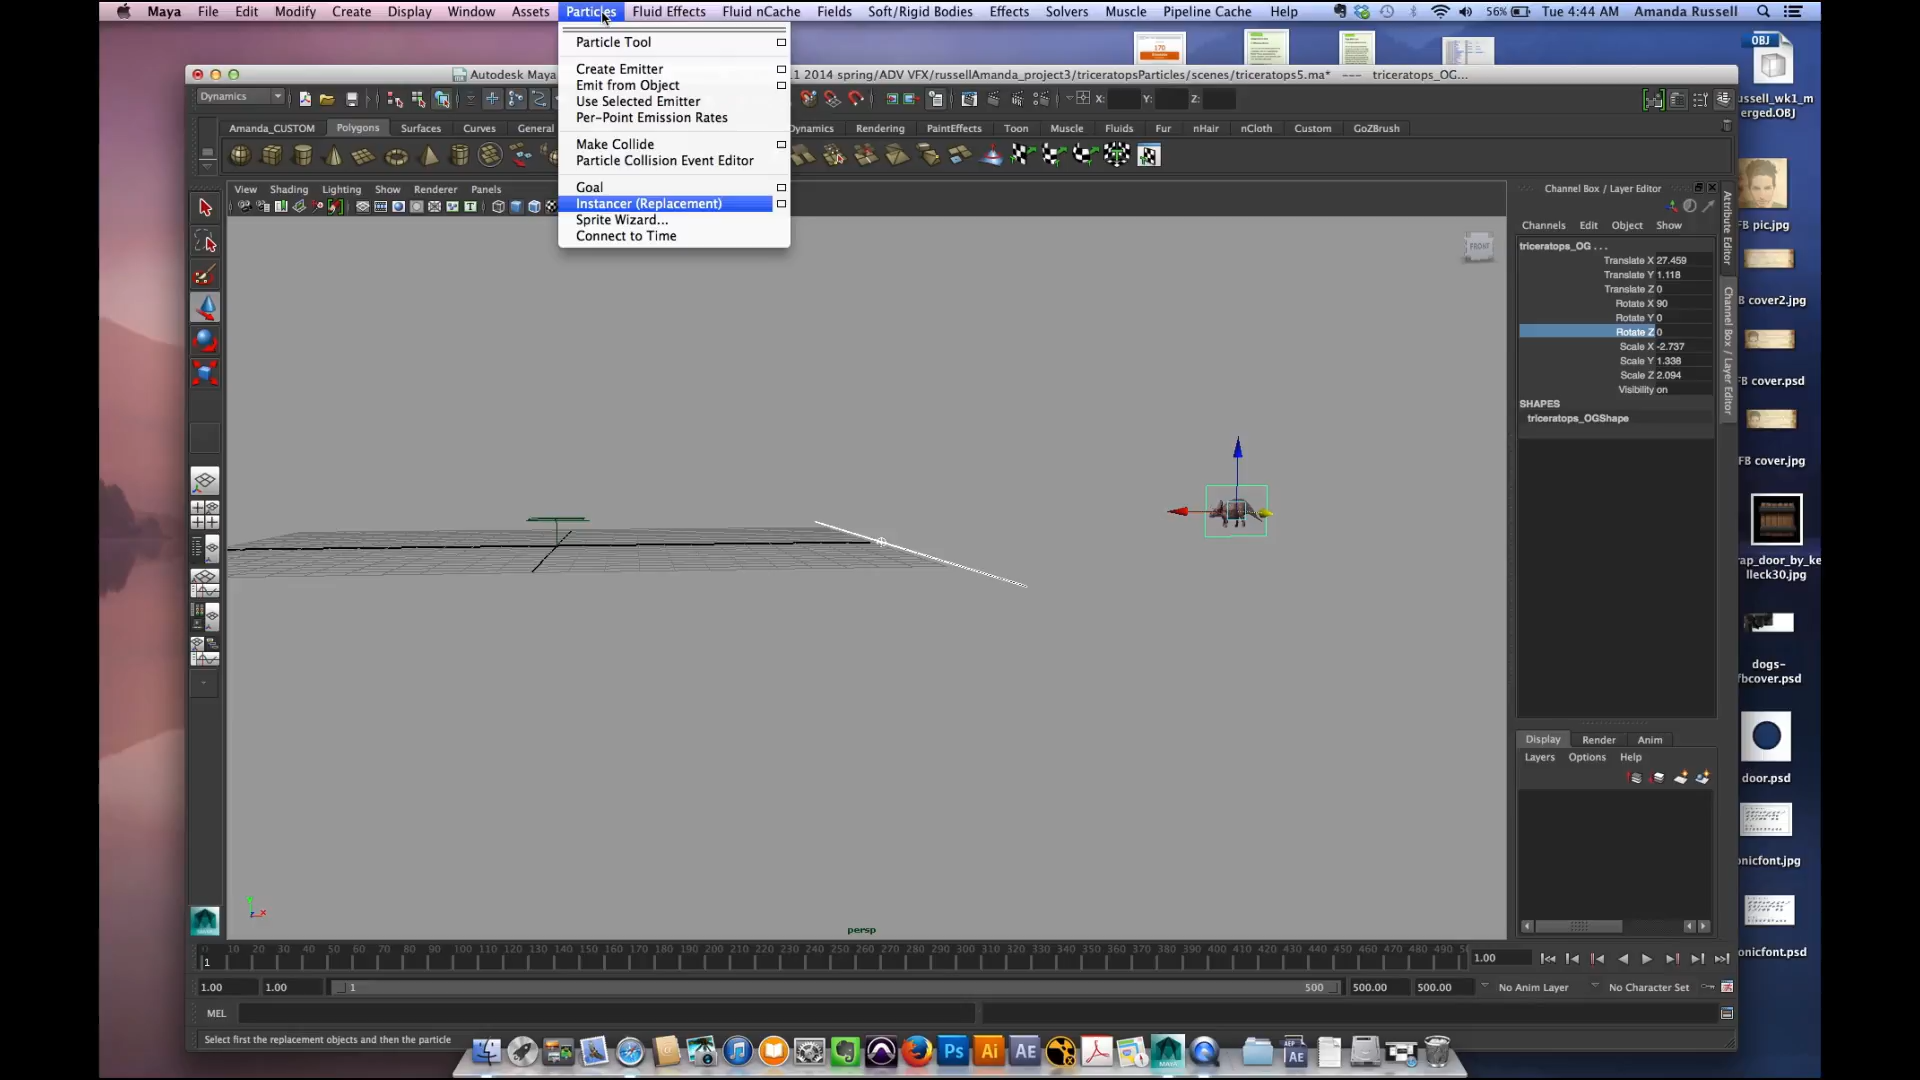 Maya File Edit Modify Create Display Window Assets Particles Fluid Effects Fluid nCache Fields Soft/Rigid Bodies Effects Solvers Muscle Pipeline Cache Help 56% Tue 4:44 AM Amanda Russell
Particle Tool
Create Emitter
Emit from Object
Use Selected Emitter
Per-Point Emission Rates
Make Collide
Particle Collision Event Editor
Goal
Instancer (Replacement)
Sprite Wizard...
Connect to Time
170
OBJ
Autodesk Maya
1 2014 spring/ADV VFX/russellAmanda_project3/triceratopsParticles/scenes/triceratops5.ma* --- triceratops_OG...
Dynamics
X: Y: Z:
ussell_wk1_m
erged.OBJ
Amanda_CUSTOM Polygons Surfaces Curves General Dynamics Rendering PaintEffects Toon Muscle Fluids Fur nHair nCloth Custom GoZBrush
View Shading Lighting Show Renderer Panels
Channel Box / Layer Editor
Channels Edit Object Show
triceratops_OG . . .
Translate X 27.459
Translate Y 1.118
Translate Z 0
Rotate X 90
Rotate Y 0
Rotate Z 0
Scale X -2.737
Scale Y 1.338
Scale Z 2.094
Visibility on
SHAPES
triceratops_OGShape
Attribute Editor
Channel Box / Layer Editor
FRONT
FB pic.jpg
B cover2.jpg
FB cover.psd
FB cover.jpg
rap_door_by_ke
lleck30.jpg
dogs-
fbcover.psd
door.psd
onicfont.jpg
onicfont.psd
Display Render Anim
Layers Options Help
persp
10 20 30 40 50 60 70 80 90 100 110 120 130 140 150 160 170 180 190 200 210 220 230 240 250 260 270 280 290 300 310 320 330 340 350 360 370 380 390 400 410 420 430 440 450 460 470 480 490
1
1.00
1.00 1.00 1 500 500.00 500.00 No Anim Layer No Character Set
MEL
Select first the replacement objects and then the particle
Ps Ai AE MAYA AE